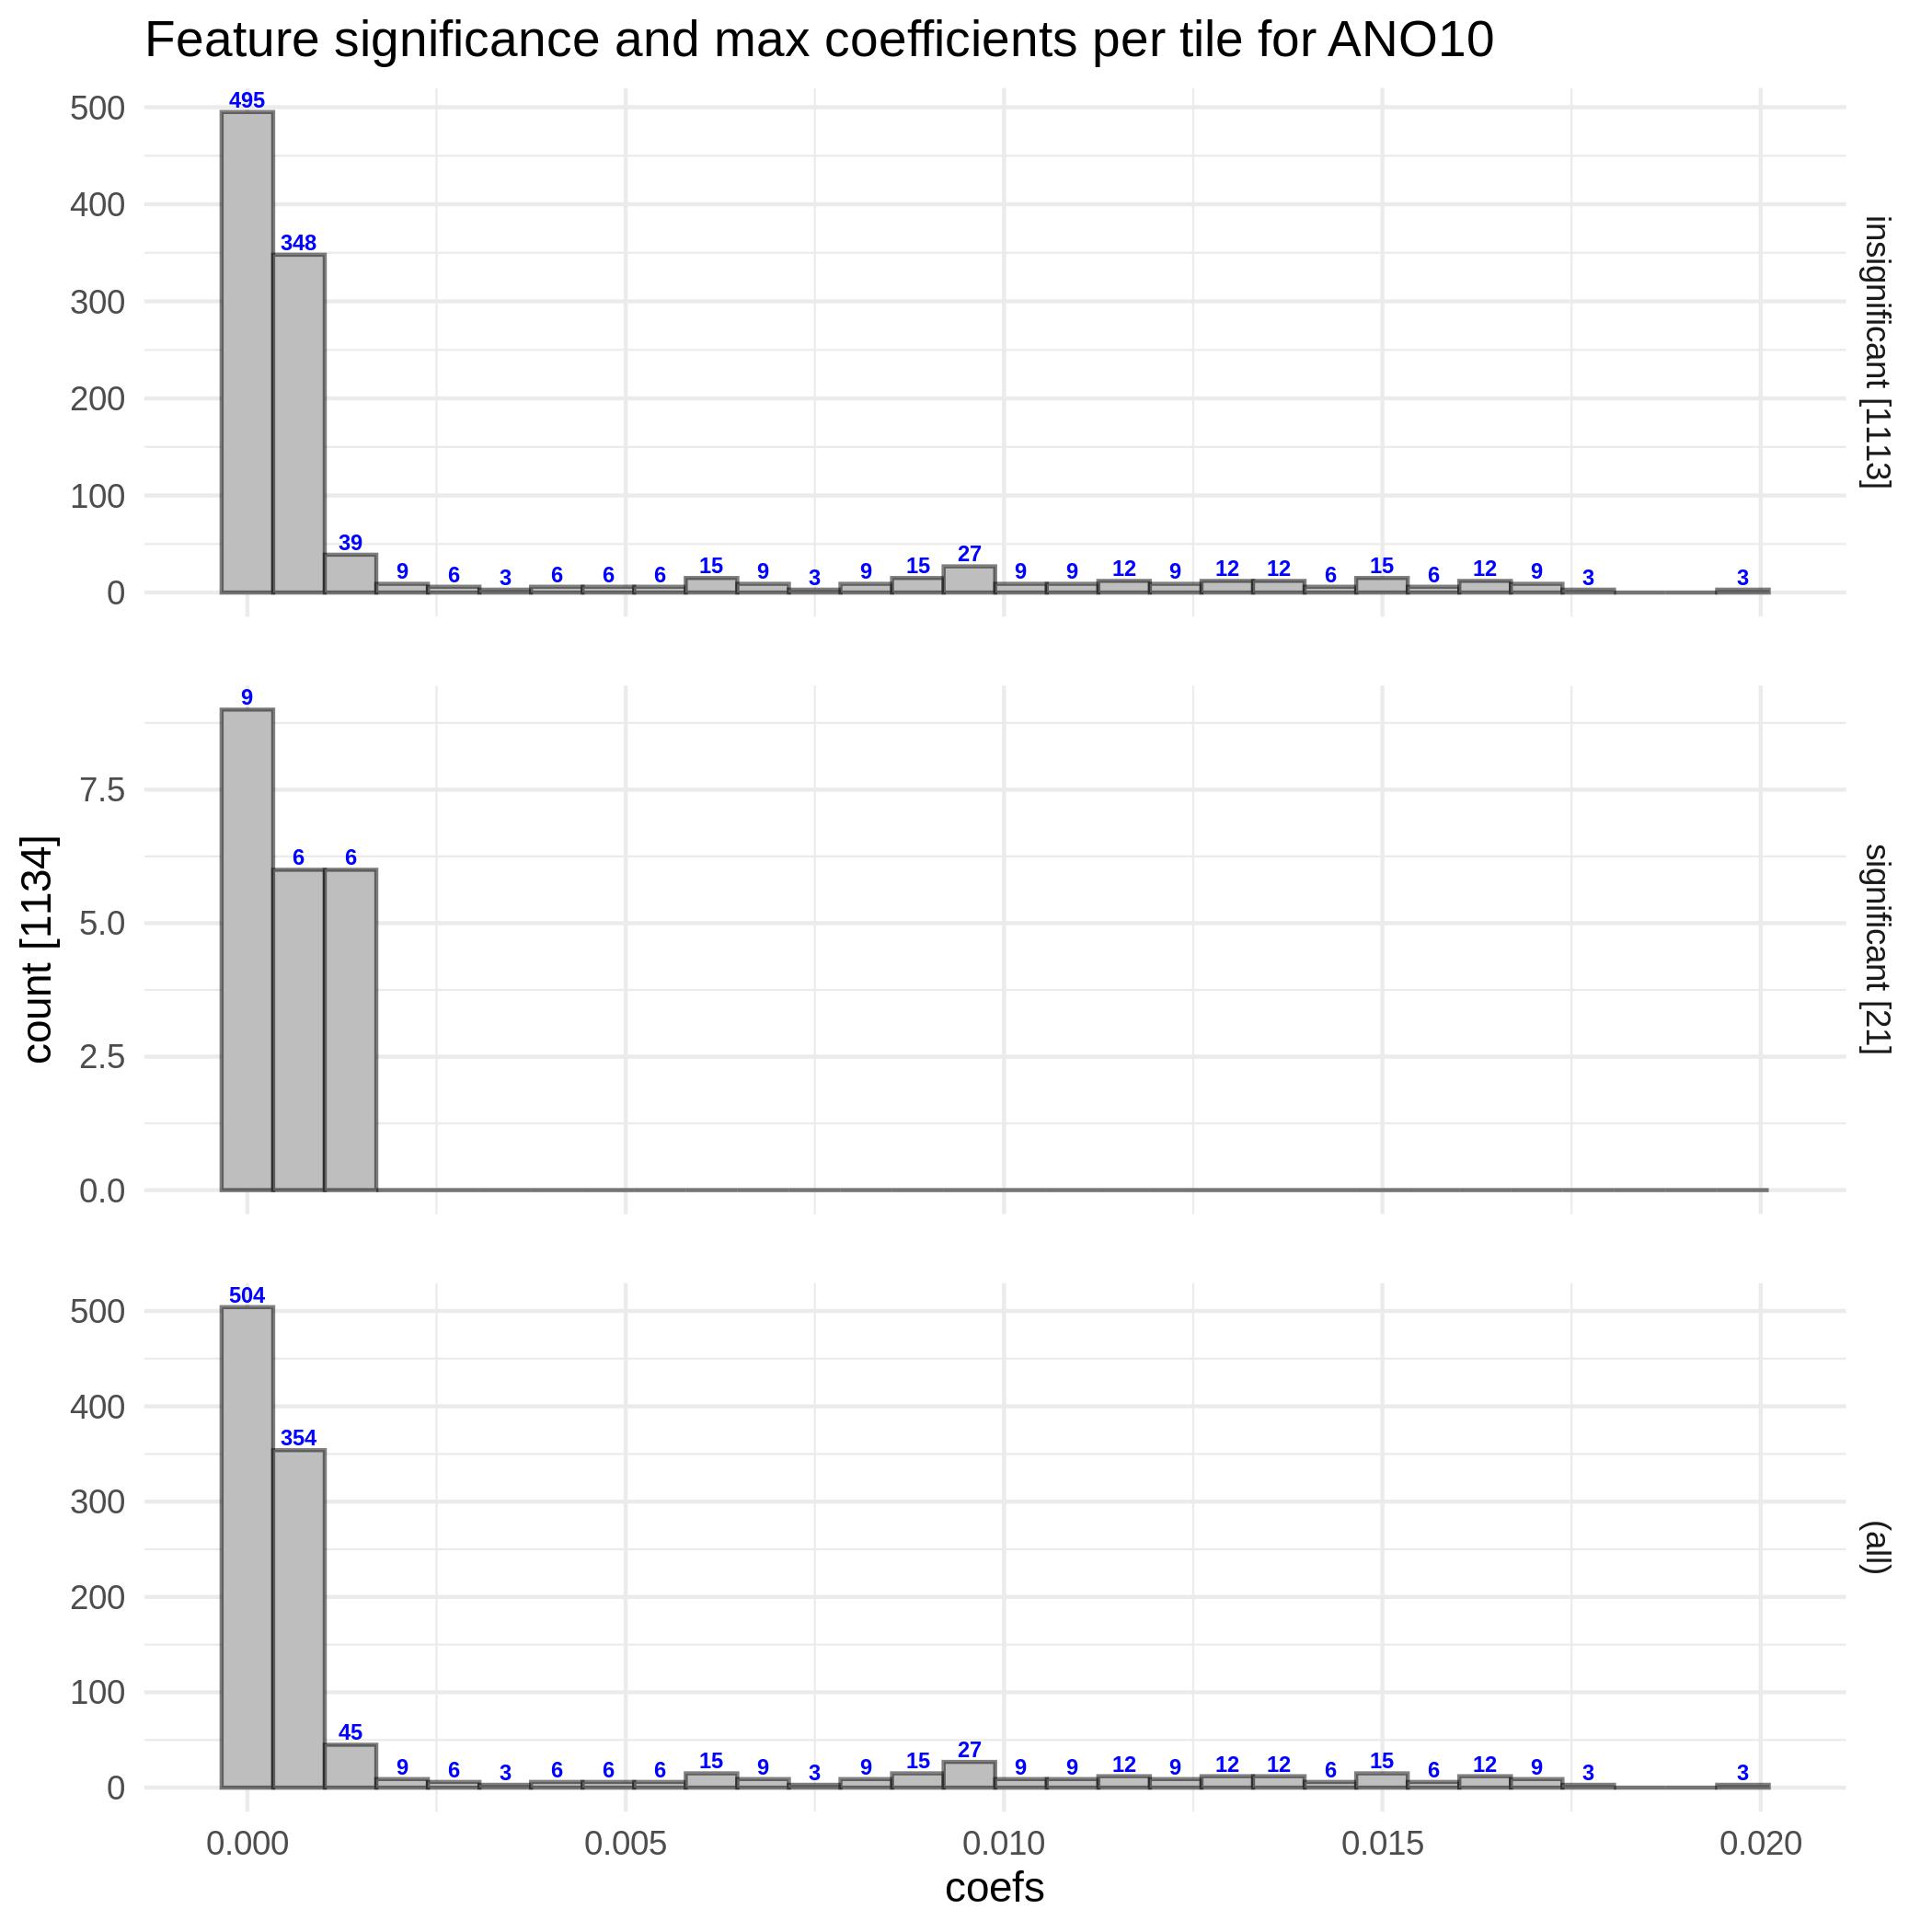 Feature significance and max coefficients per tile for ANO10
500
400
300
200
100
0
495
348
39
9 6 3 6 6 6 15 9 3 9 15 27 9 9 12 9 12 12 6 15 6 12 9 3 3
insignificant [1113]
count [1134]
7.5
5.0
2.5
0.0
9
6 6
significant [21]
500
400
300
200
100
0
504
354
45
9 6 3 6 6 6 15 9 3 9 15 27 9 9 12 9 12 12 6 15 6 12 9 3 3
(all)
0.000 0.005 0.010 0.015 0.020
coefs